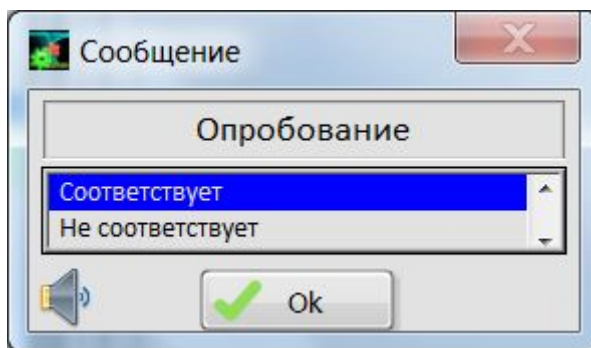 Сообщение
Опробование
Соответствует
Не соответствует
Ok